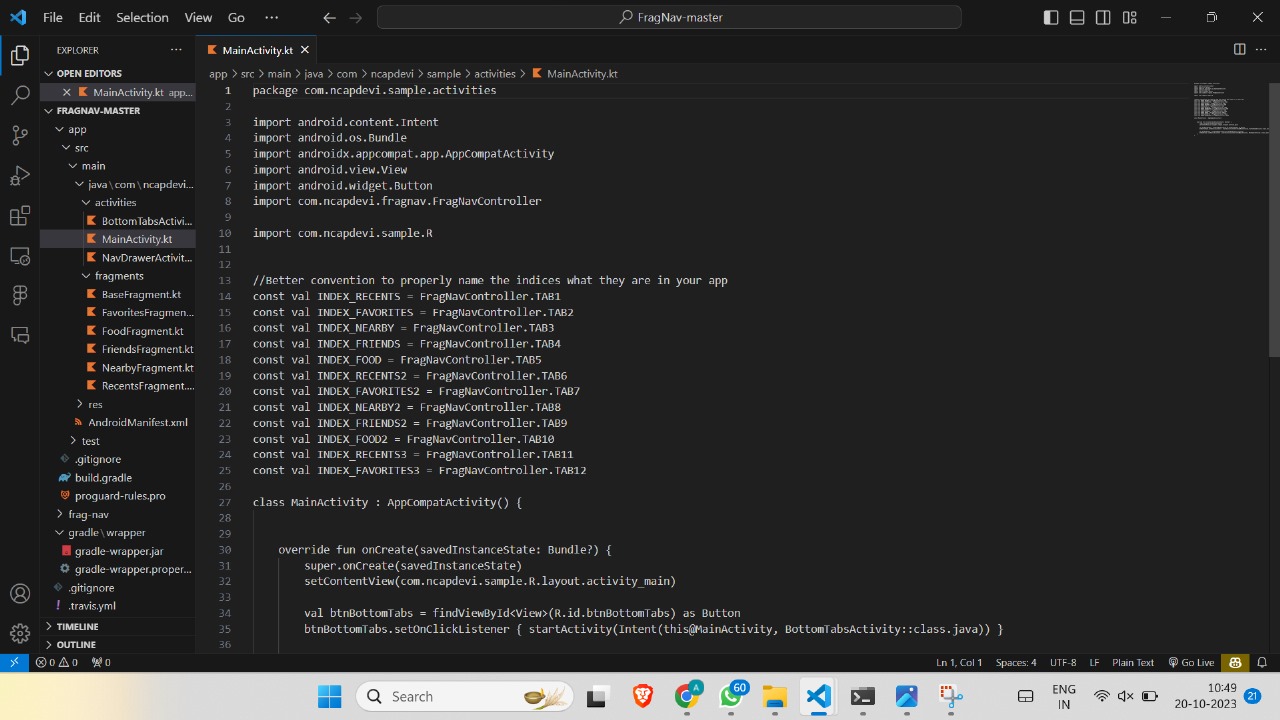 File Edit Selection View Go ··· FragNav-master
EXPLORER ···
OPEN EDITORS
MainActivity.kt app...
FRAGNAV-MASTER
app
src
main
java\com\ncapdevi...
activities
BottomTabsActivi...
MainActivity.kt
NavDrawerActivit...
fragments
BaseFragment.kt
FavoritesFragmen...
FoodFragment.kt
FriendsFragment.kt
NearbyFragment.kt
RecentsFragment....
res
AndroidManifest.xml
test
.gitignore
build.gradle
proguard-rules.pro
frag-nav
gradle\wrapper
gradle-wrapper.jar
gradle-wrapper.proper...
.gitignore
.travis.yml
TIMELINE
OUTLINE
MainActivity.kt
app > src > main > java > com > ncapdevi > sample > activities > MainActivity.kt
1 package com.ncapdevi.sample.activities
2
3 import android.content.Intent
4 import android.os.Bundle
5 import androidx.appcompat.app.AppCompatActivity
6 import android.view.View
7 import android.widget.Button
8 import com.ncapdevi.fragnav.FragNavController
9
10 import com.ncapdevi.sample.R
11
12
13 //Better convention to properly name the indices what they are in your app
14 const val INDEX_RECENTS = FragNavController.TAB1
15 const val INDEX_FAVORITES = FragNavController.TAB2
16 const val INDEX_NEARBY = FragNavController.TAB3
17 const val INDEX_FRIENDS = FragNavController.TAB4
18 const val INDEX_FOOD = FragNavController.TAB5
19 const val INDEX_RECENTS2 = FragNavController.TAB6
20 const val INDEX_FAVORITES2 = FragNavController.TAB7
21 const val INDEX_NEARBY2 = FragNavController.TAB8
22 const val INDEX_FRIENDS2 = FragNavController.TAB9
23 const val INDEX_FOOD2 = FragNavController.TAB10
24 const val INDEX_RECENTS3 = FragNavController.TAB11
25 const val INDEX_FAVORITES3 = FragNavController.TAB12
26
27 class MainActivity : AppCompatActivity() {
28
29
30 override fun onCreate(savedInstanceState: Bundle?) {
31 super.onCreate(savedInstanceState)
32 setContentView(com.ncapdevi.sample.R.layout.activity_main)
33
34 val btnBottomTabs = findViewById<View>(R.id.btnBottomTabs) as Button
35 btnBottomTabs.setOnClickListener { startActivity(Intent(this@MainActivity, BottomTabsActivity::class.java)) }
36
0 0 0 Ln 1, Col 1 Spaces: 4 UTF-8 LF Plain Text Go Live
Search A 60 ENG IN 10:49 20-10-2023 21